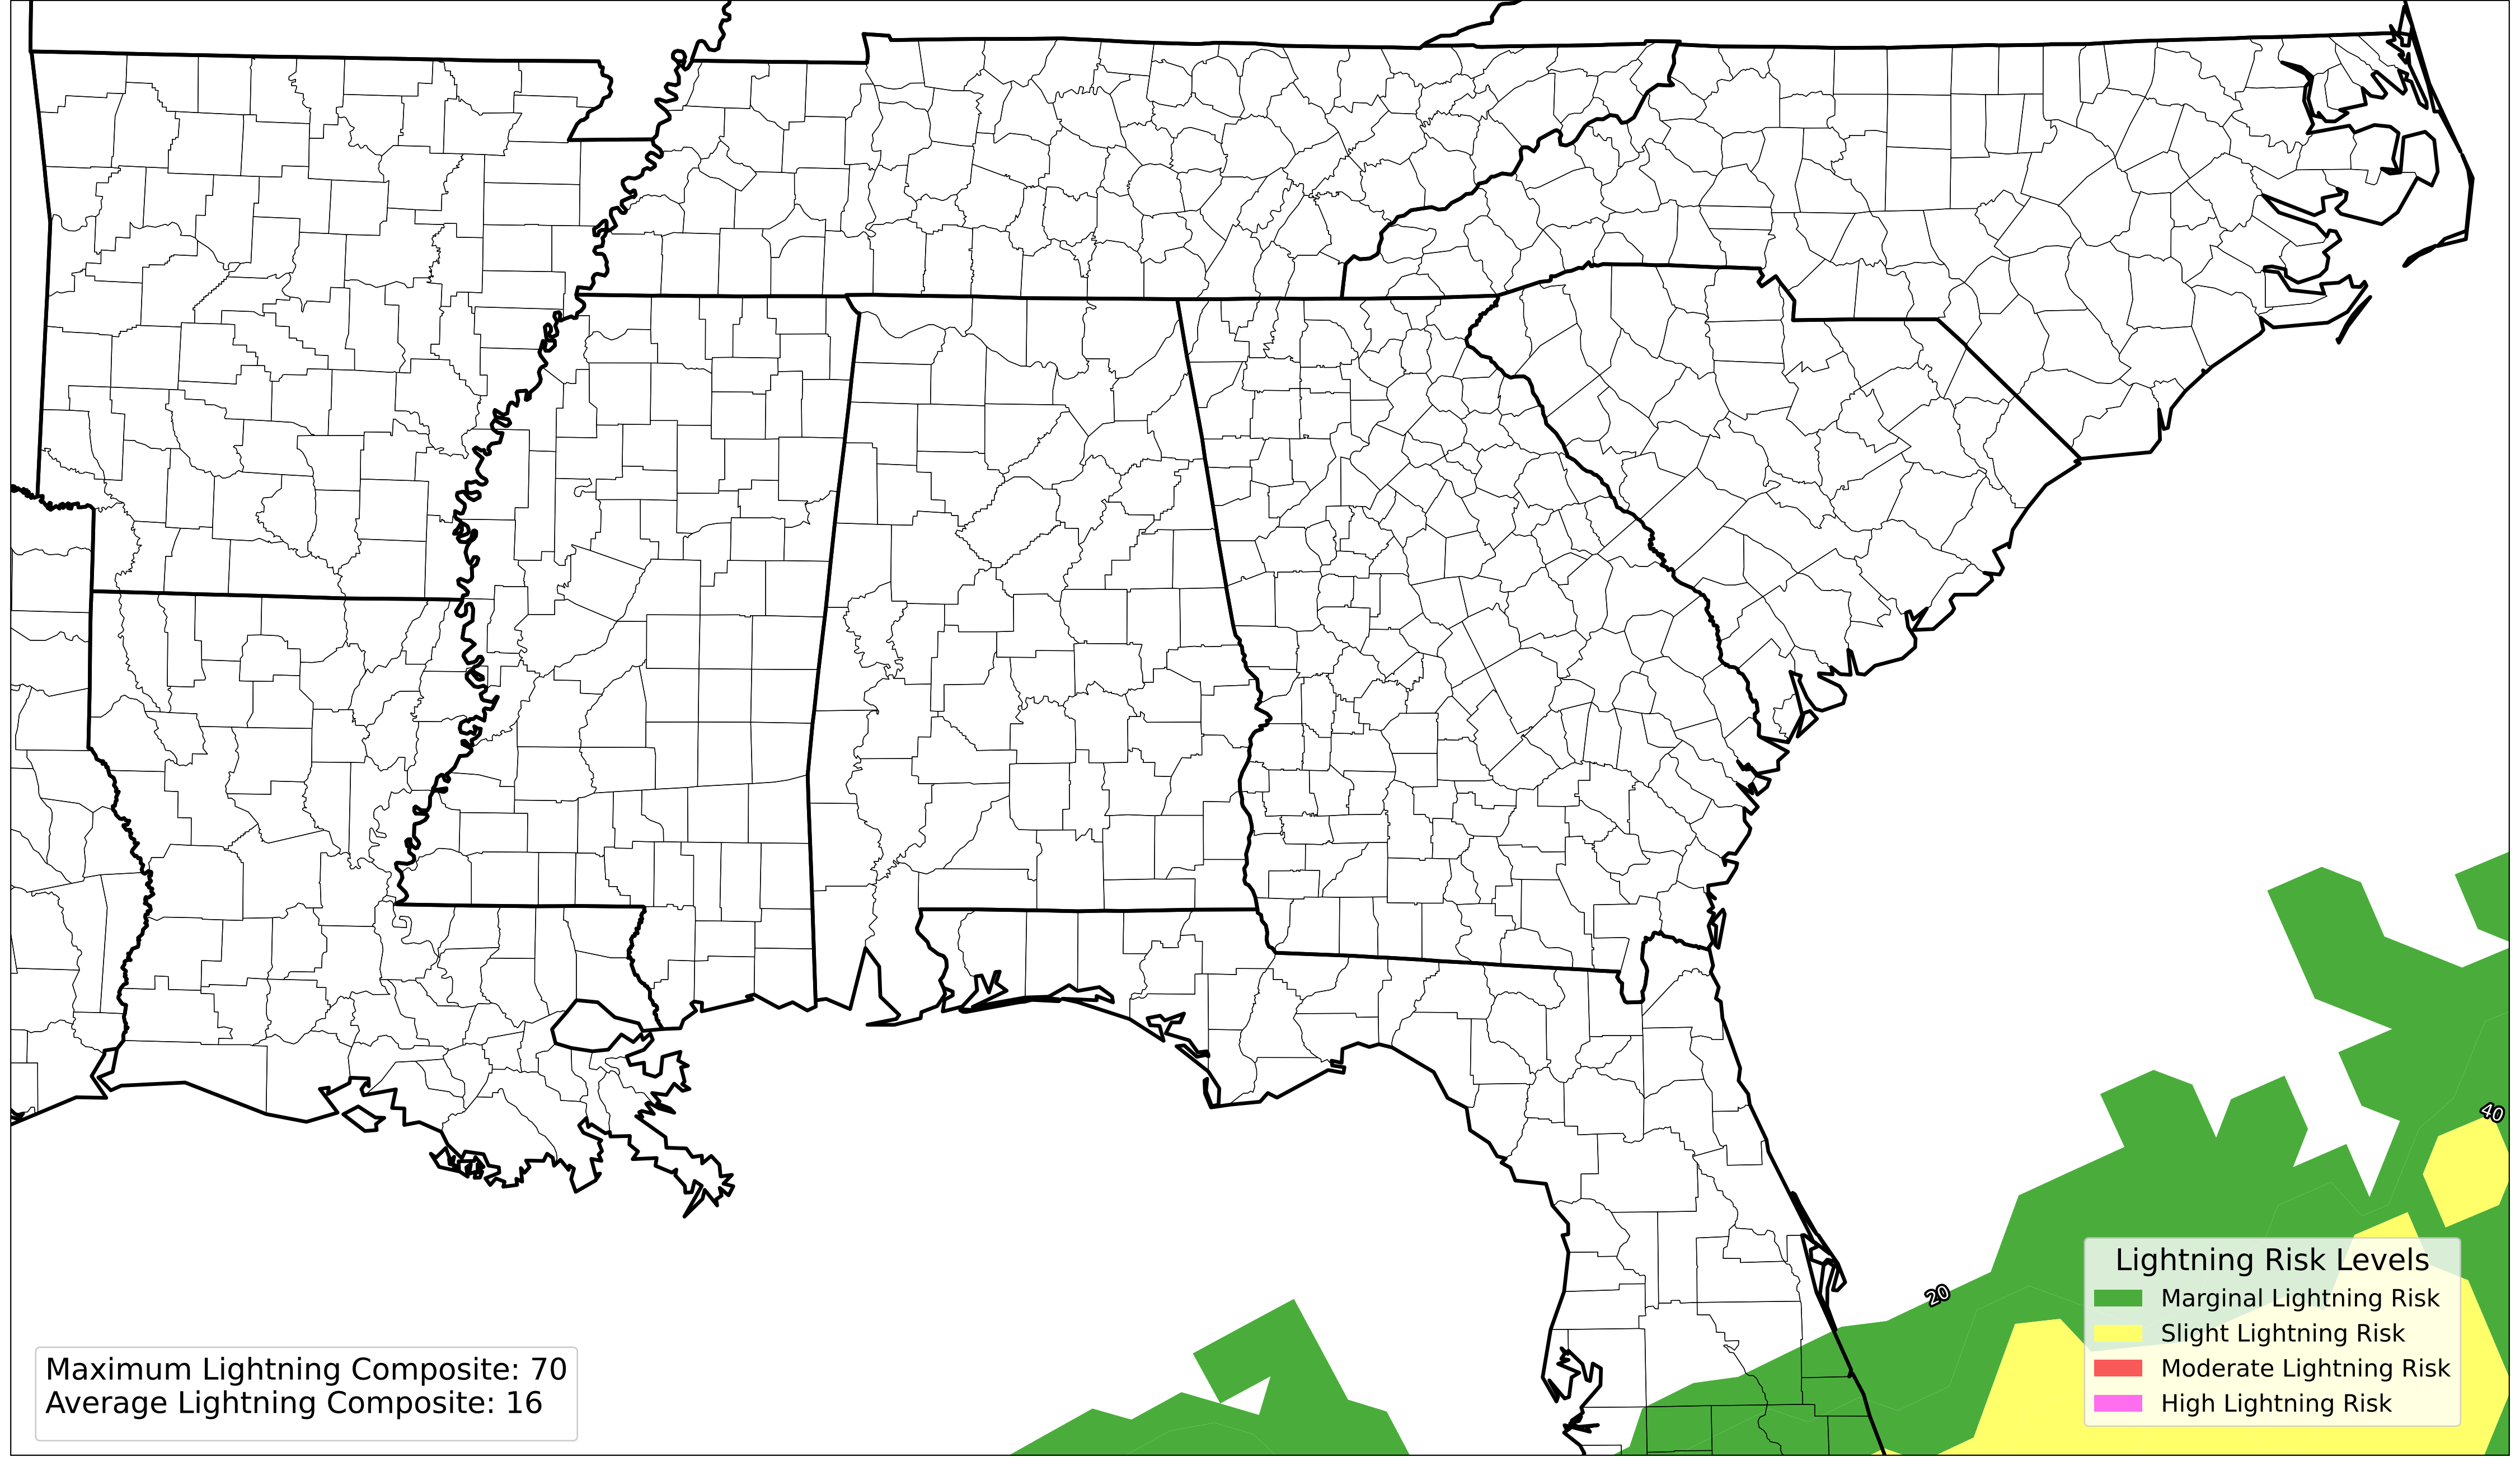 40
20
Lightning Risk Levels
Marginal Lightning Risk
Slight Lightning Risk
Moderate Lightning Risk
High Lightning Risk
Maximum Lightning Composite: 70
Average Lightning Composite: 16